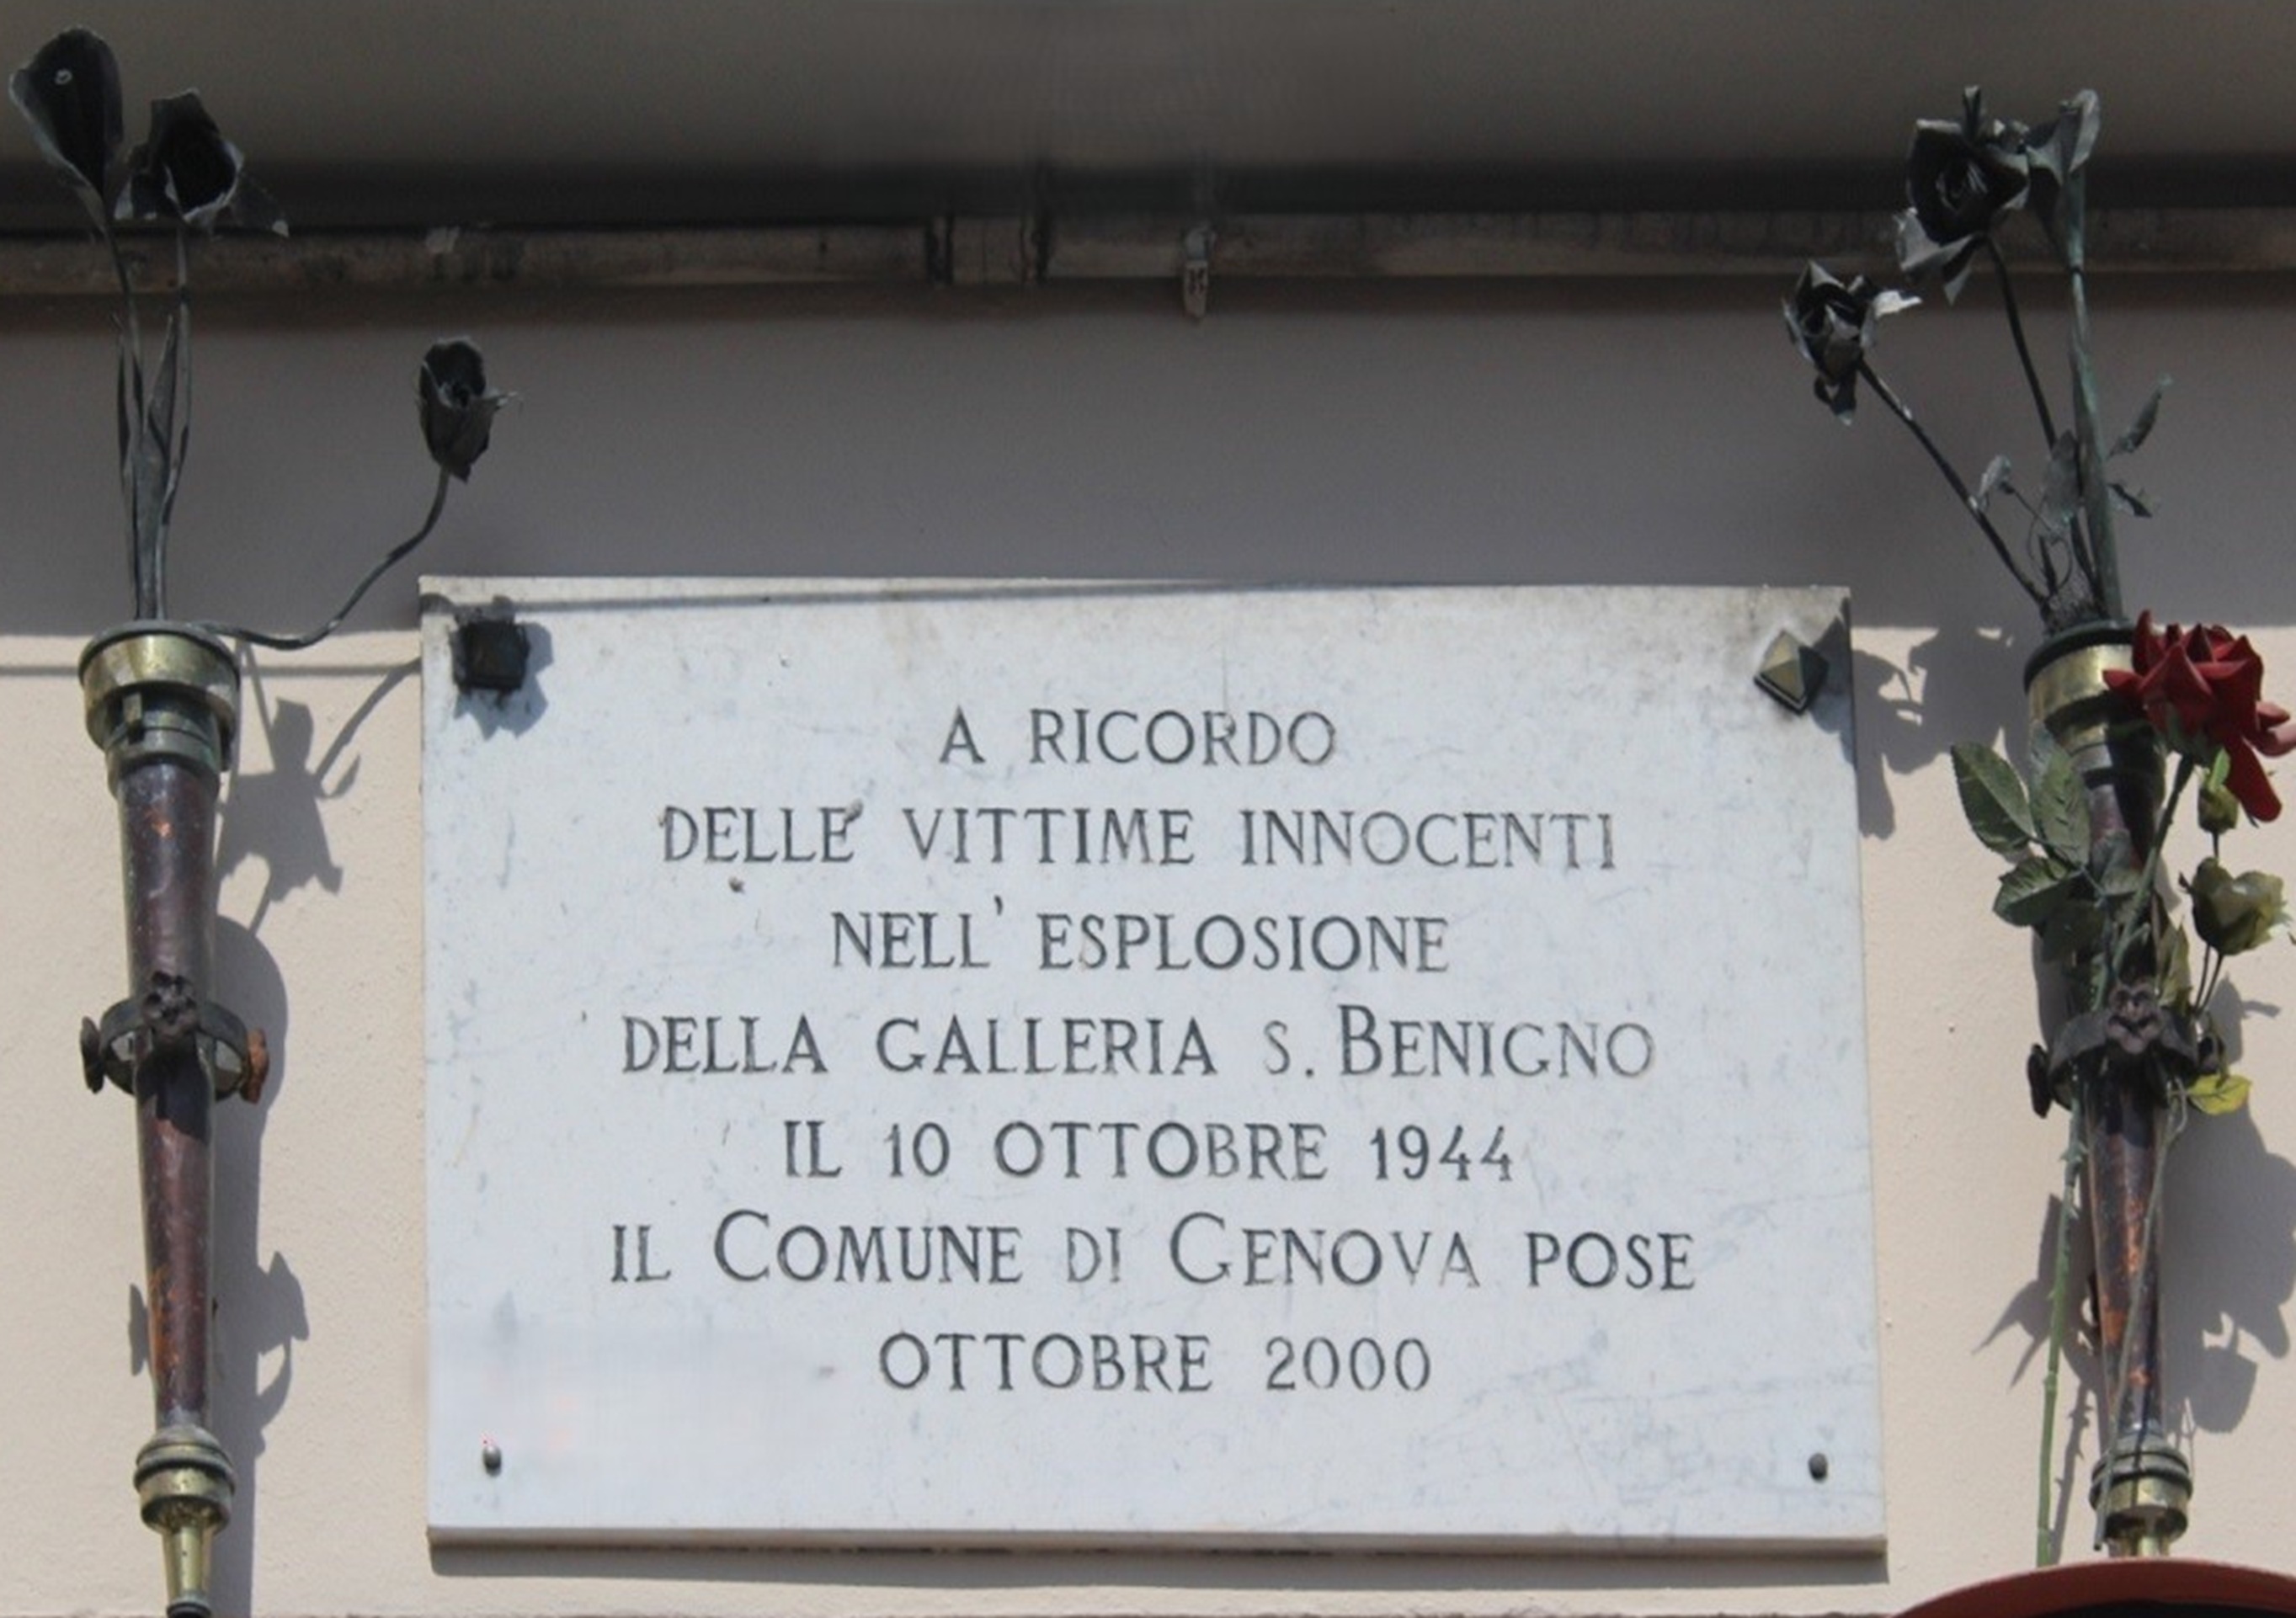 A RICORDO
DELLE VITTIME INNOCENTI
NELL' ESPLOSIONE
DELLA GALLERIA S. BENIGNO
IL 10 OTTOBRE 1944
IL COMUNE DI GENOVA POSE
OTTOBRE 2000